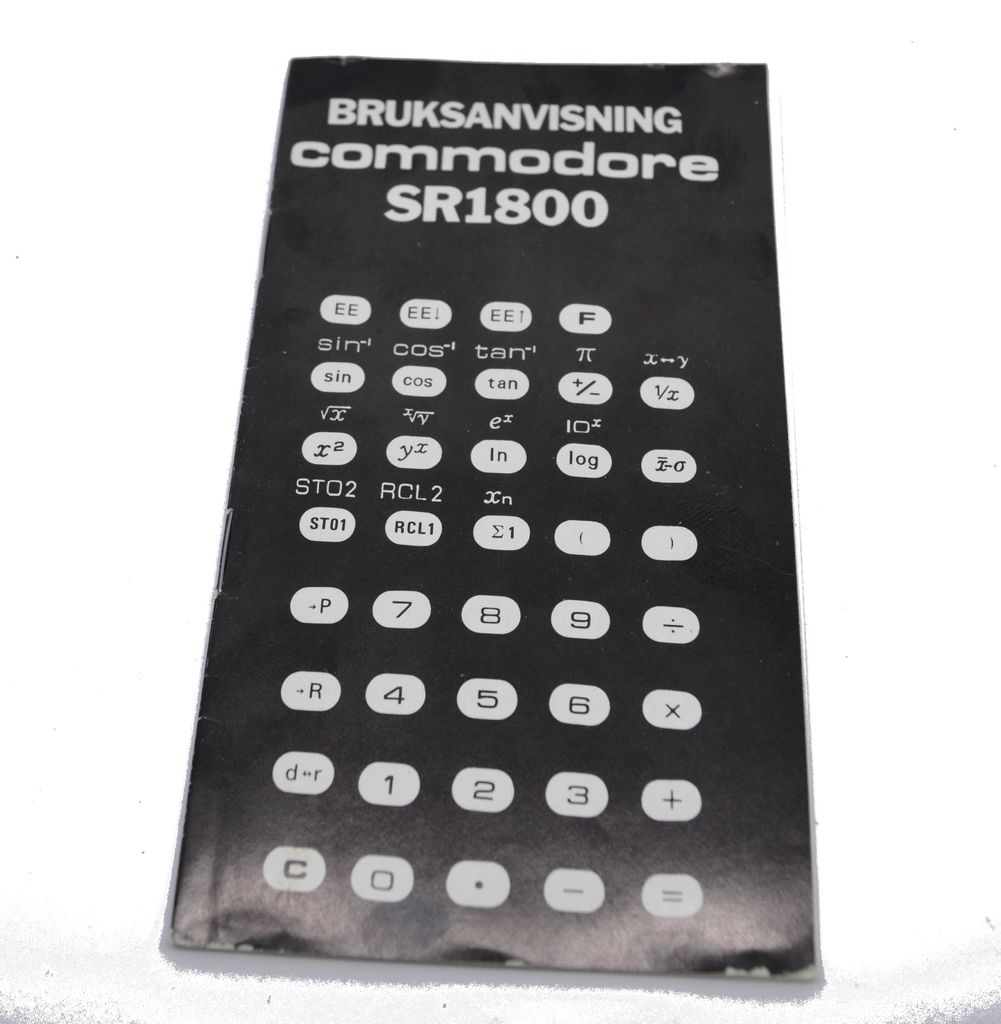 BRUKSANVISNING
commodore
SR1800
EE EE↓ EE↑ F
sin⁻¹ cos⁻¹ tan⁻¹ π x↔y
sin cos tan +/− 1/x
√x ˣ√y eˣ 10ˣ
x² yˣ ln log x̄-σ
STO2 RCL2 xn
STO1 RCL1 Σ1 ( )
→P 7 8 9 ÷
→R 4 5 6 ×
d↔r 1 2 3 +
C 0 . − =